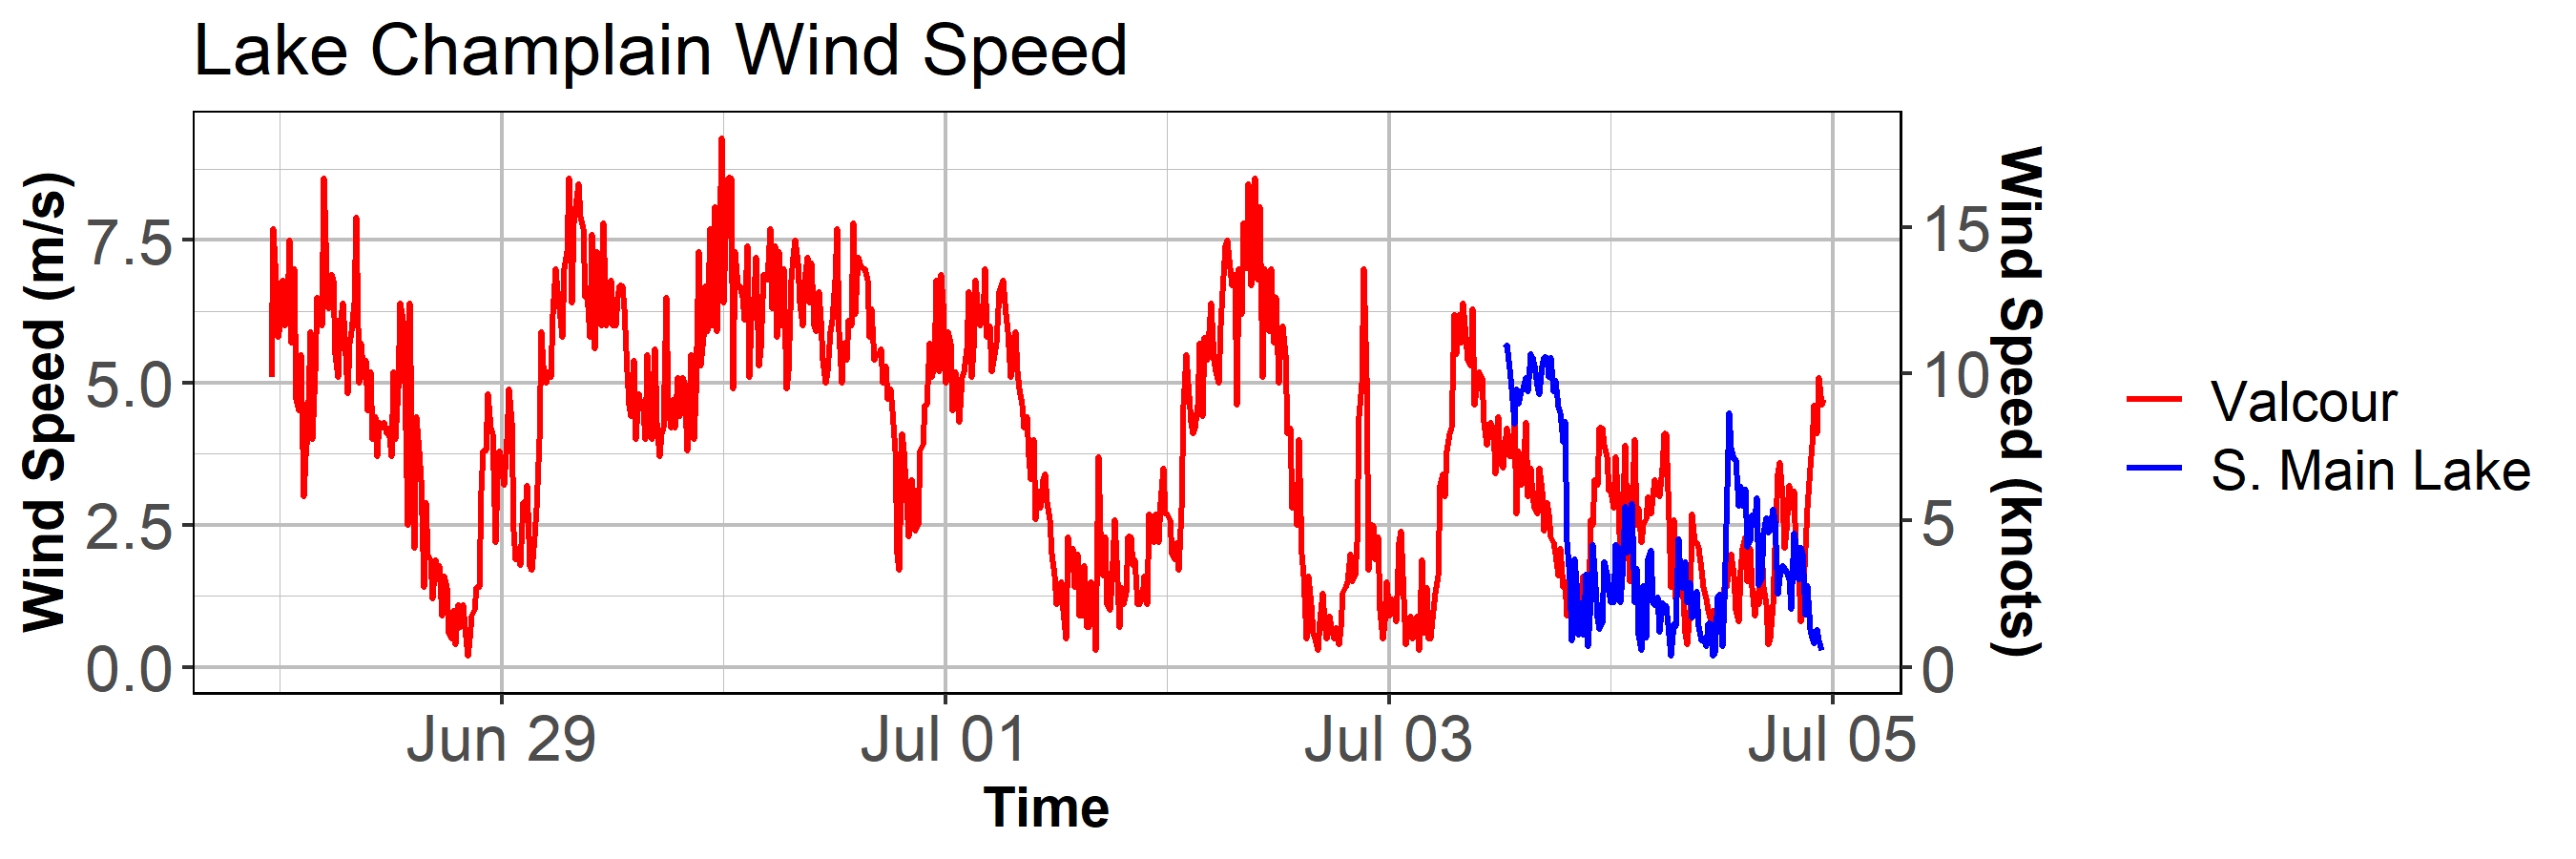 Lake Champlain Wind Speed
Wind Speed (m/s)
7.5
5.0
2.5
0.0
15
10
5
0
Wind Speed (knots)
Jun 29
Jul 01
Jul 03
Jul 05
Time
Valcour
S. Main Lake